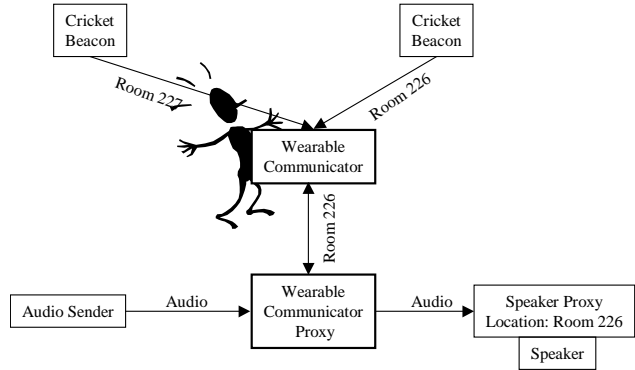 Cricket
Beacon
Cricket
Beacon
Room 227
Room 226
Wearable
Communicator
Room 226
Audio Sender
Audio
Wearable
Communicator
Proxy
Audio
Speaker Proxy
Location: Room 226
Speaker